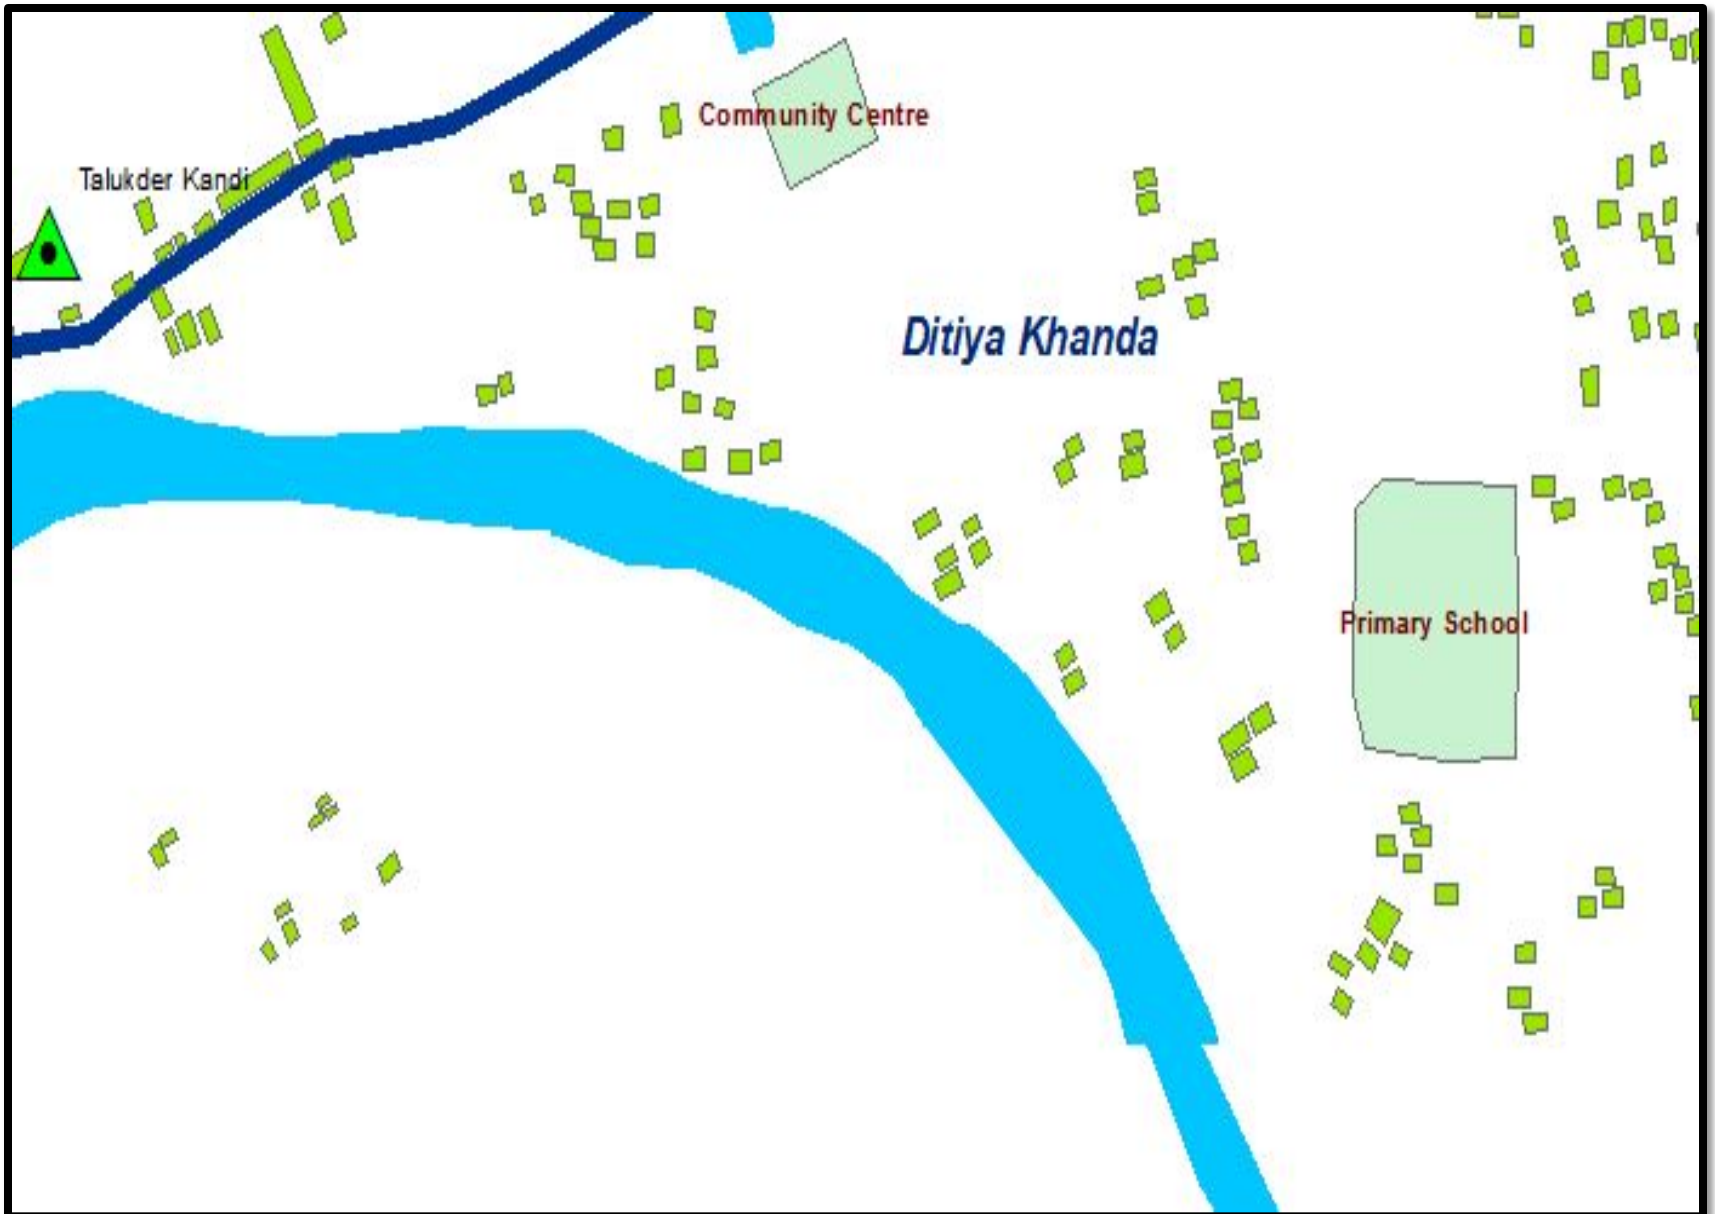 Community Centre
Talukder Kandi
Ditiya Khanda
Primary School